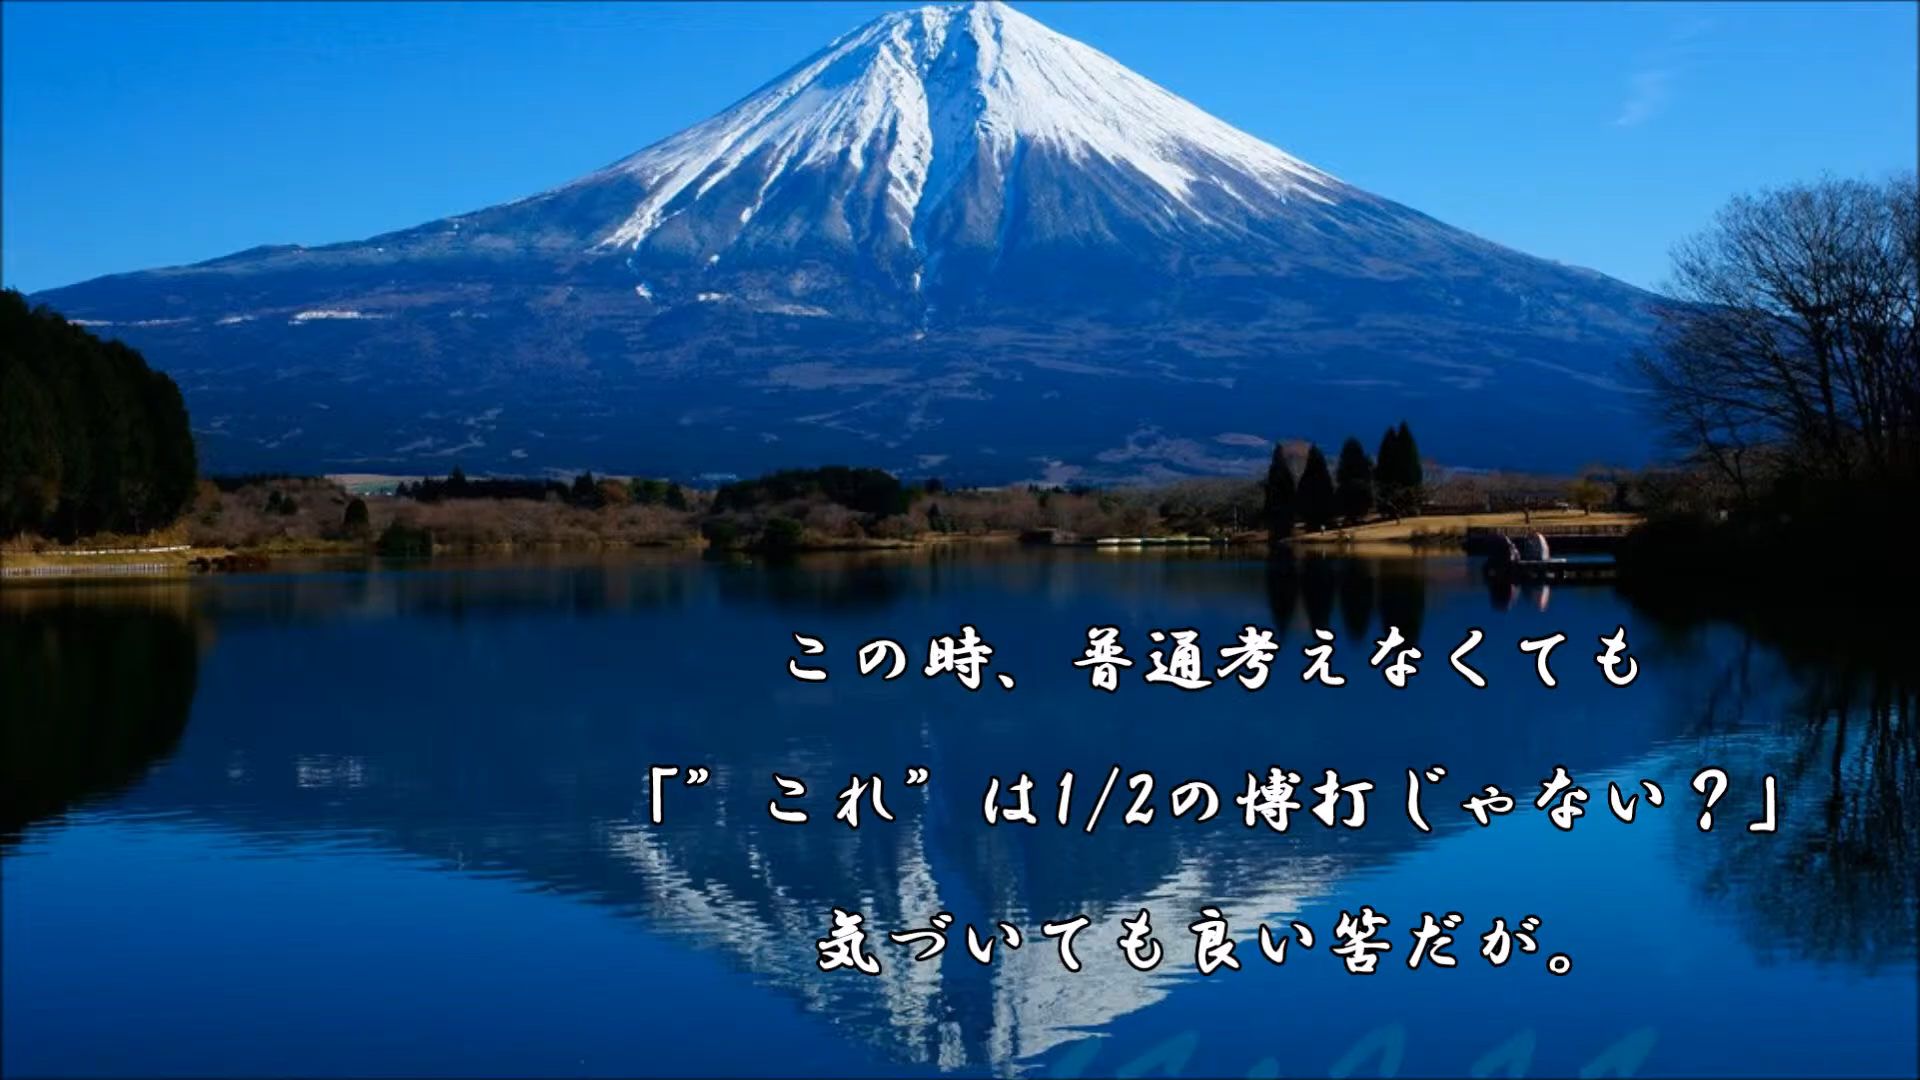 この時、普通考えなくても
「”これ”は1/2の博打じゃない？」
気づいても良い筈だが。